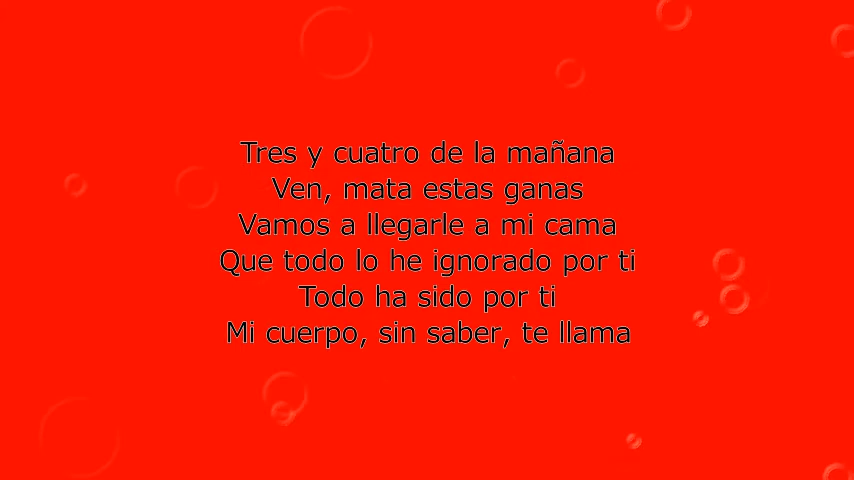 Tres y cuatro de la mañana
Ven, mata estas ganas
Vamos a llegarle a mi cama
Que todo lo he ignorado por ti
Todo ha sido por ti
Mi cuerpo, sin saber, te llama